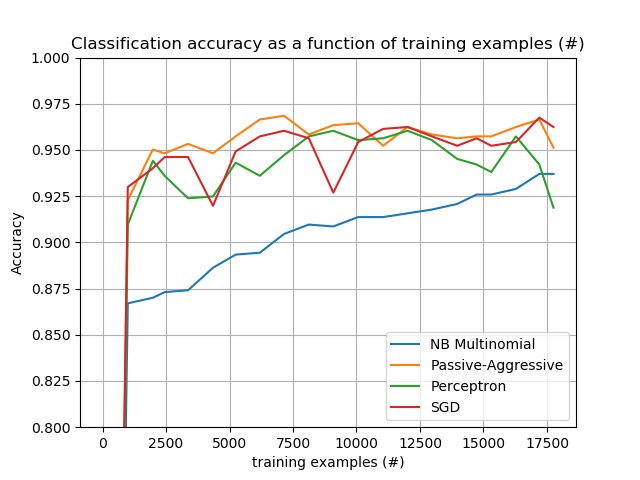 Classification accuracy as a function of training examples (#)
1.000
0.975
0.950
0.925
0.900
0.875
0.850
0.825
0.800
Accuracy
NB Multinomial
Passive-Aggressive
Perceptron
SGD
0 2500 5000 7500 10000 12500 15000 17500
training examples (#)